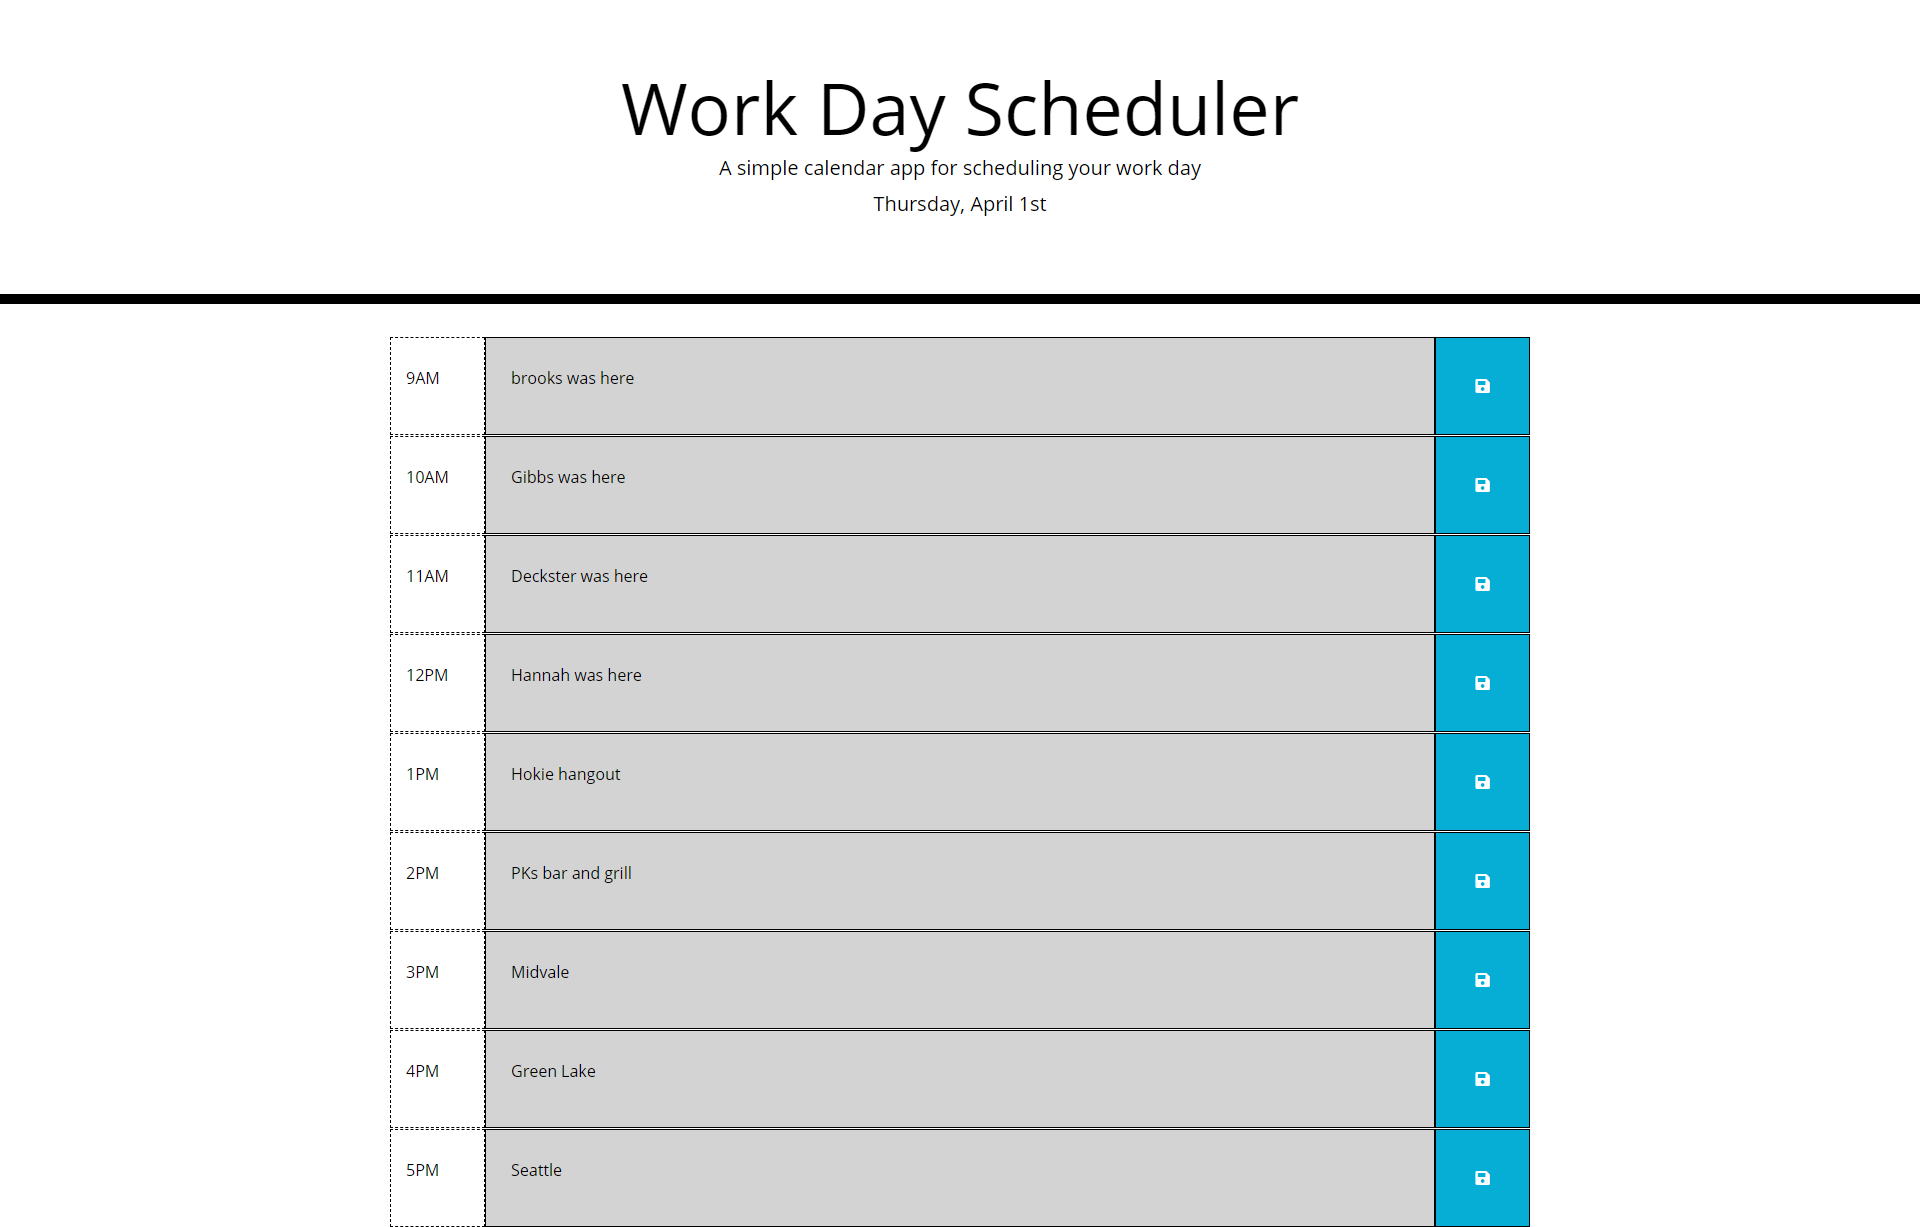 Work Day Scheduler
A simple calendar app for scheduling your work day
Thursday, April 1st
9AM brooks was here
10AM Gibbs was here
11AM Deckster was here
12PM Hannah was here
1PM Hokie hangout
2PM PKs bar and grill
3PM Midvale
4PM Green Lake
5PM Seattle